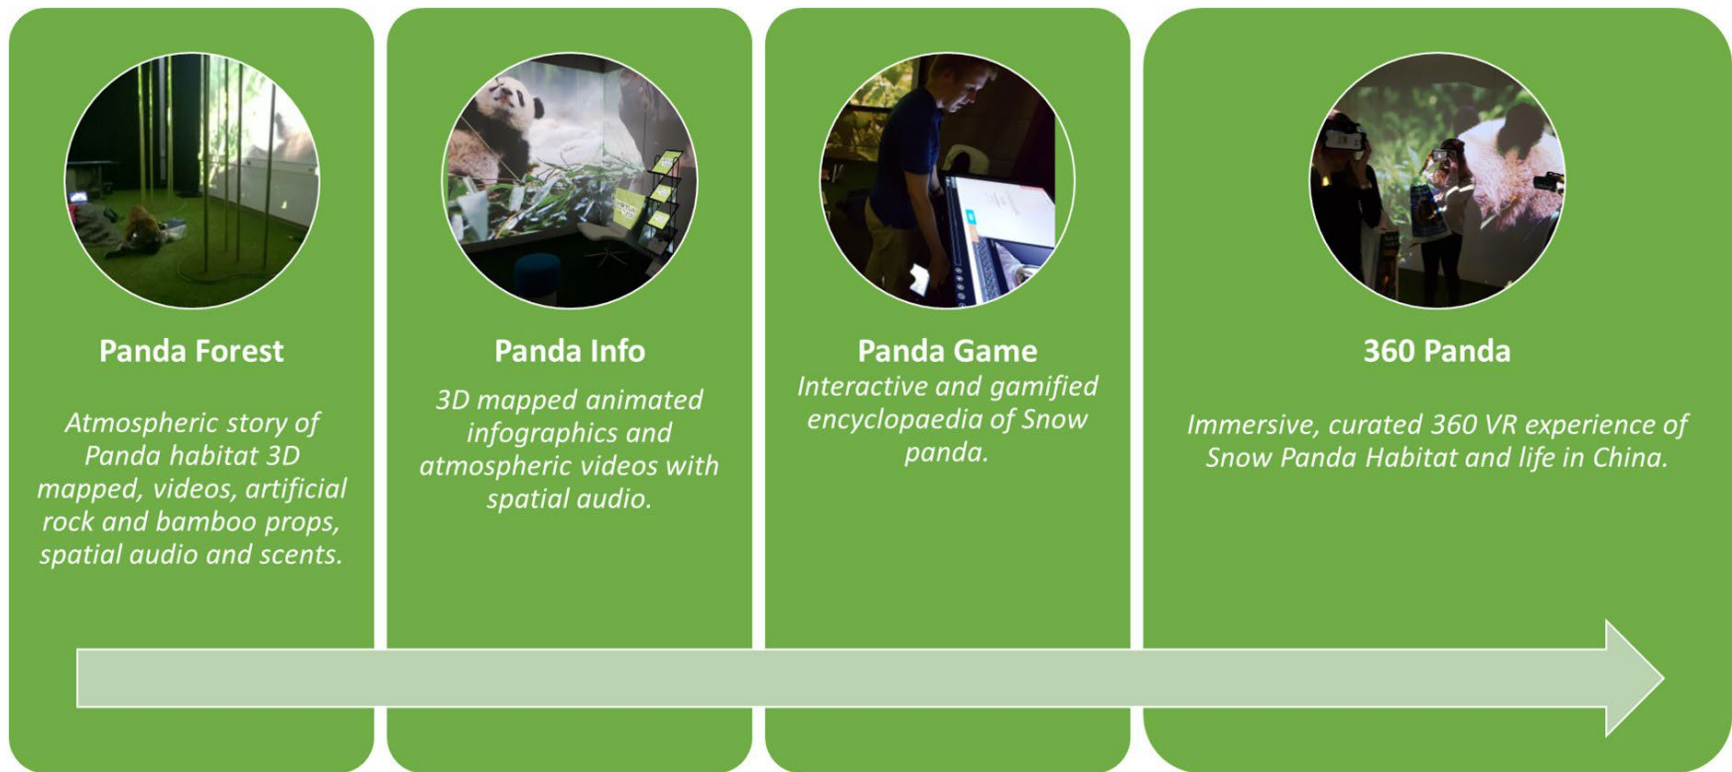 Panda Forest
Atmospheric story of
Panda habitat 3D
mapped, videos, artificial
rock and bamboo props,
spatial audio and scents.
Panda Info
3D mapped animated
infographics and
atmospheric videos with
spatial audio.
Panda Game
Interactive and gamified
encyclopaedia of Snow
panda.
360 Panda
Immersive, curated 360 VR experience of
Snow Panda Habitat and life in China.